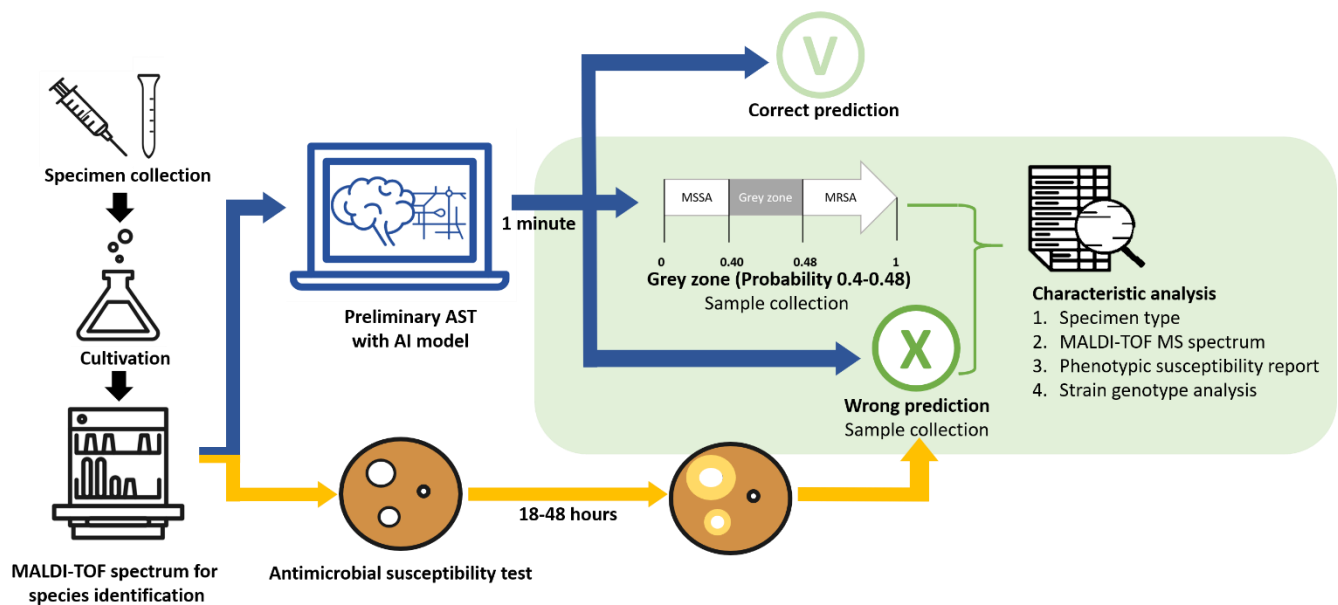 Specimen collection
Cultivation
MALDI-TOF spectrum for
species identification
Preliminary AST
with AI model
1 minute
V
Correct prediction
MSSA
Grey zone
MRSA
0
0.40
0.48
1
Grey zone (Probability 0.4-0.48)
Sample collection
X
Wrong prediction
Sample collection
Characteristic analysis
1. Specimen type
2. MALDI-TOF MS spectrum
3. Phenotypic susceptibility report
4. Strain genotype analysis
Antimicrobial susceptibility test
18-48 hours